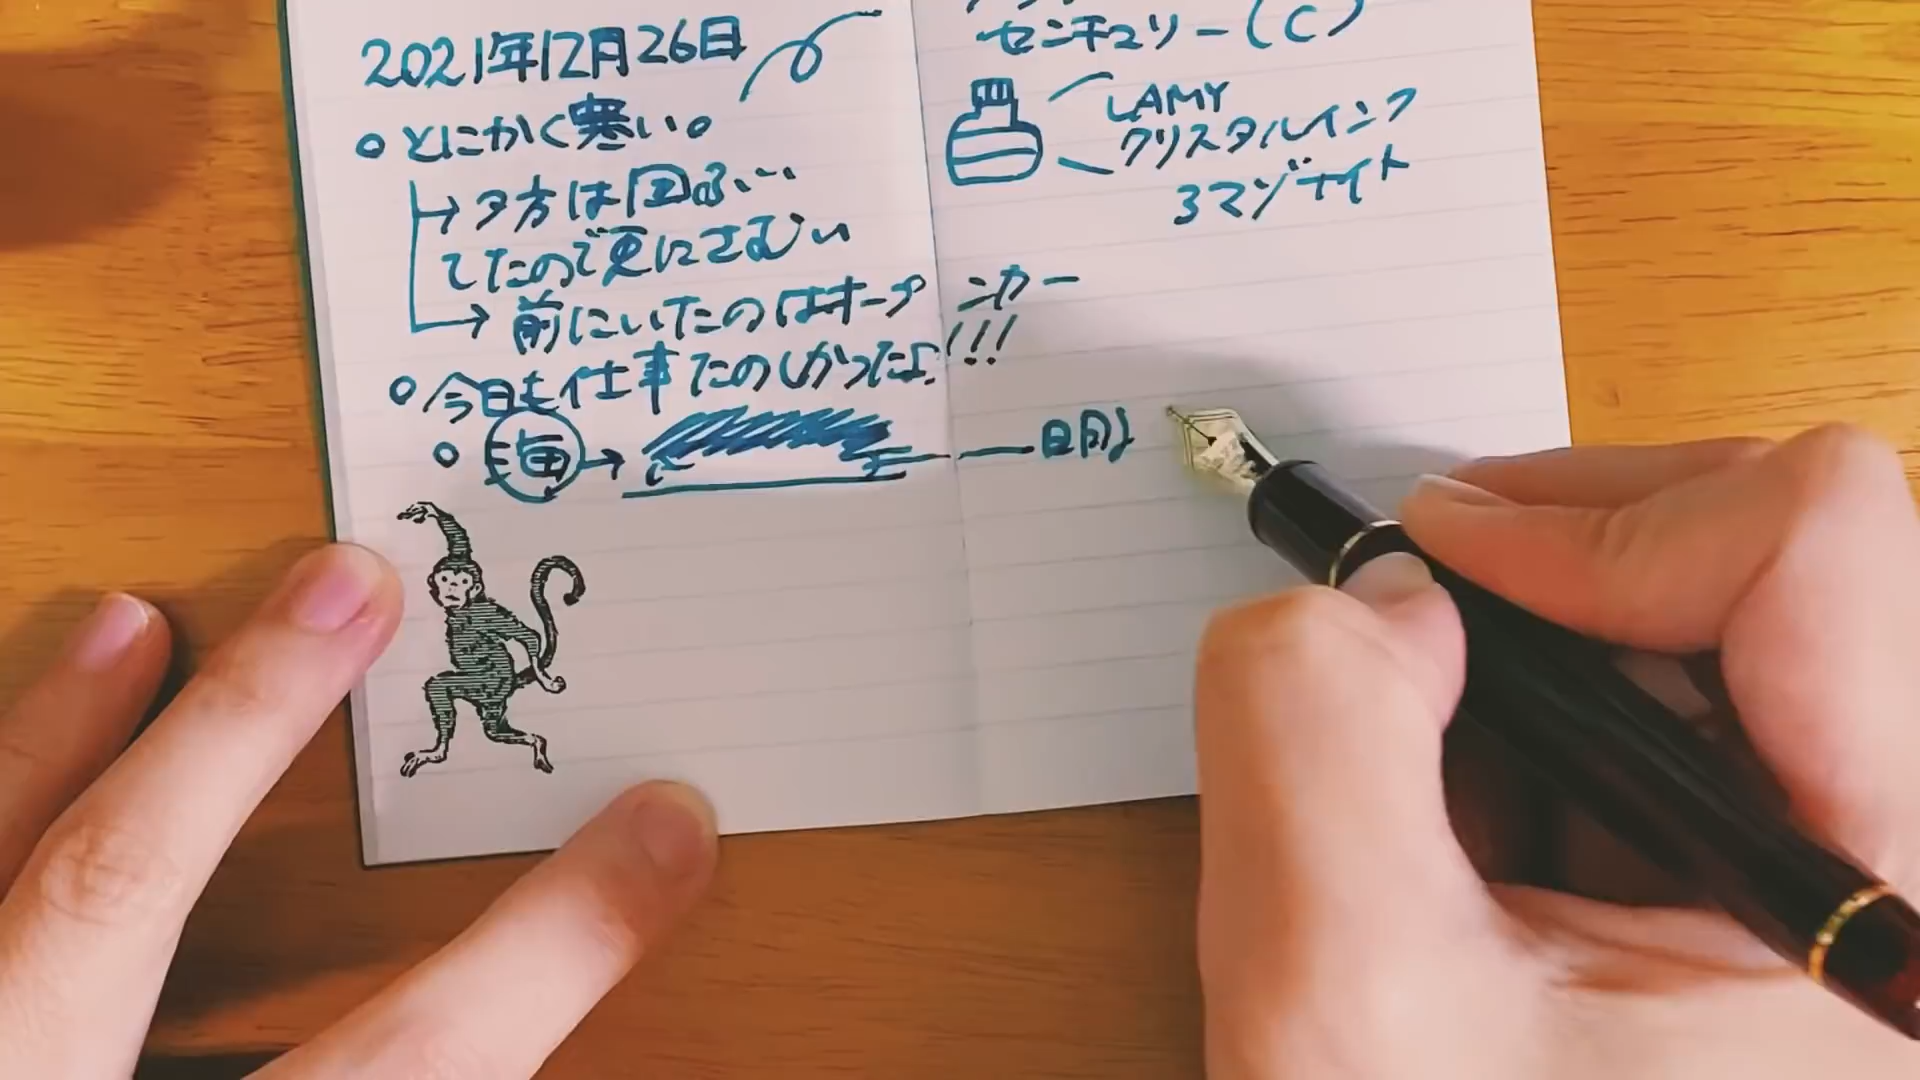 2021年12月26日
とにかく寒い。
→夕方は
てたので更にさむい
→前にいたのはオープンカー
!!!
今日も仕事たのしかったよ
海→
センチュリー(C)
LAMY
クリスタルインク
アマゾナイト